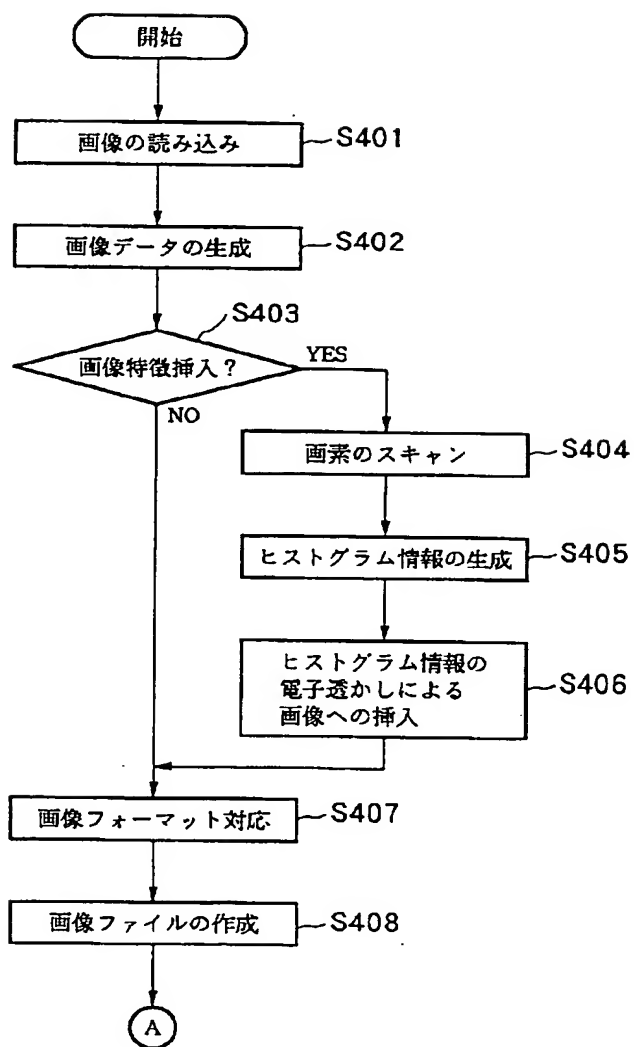 開始
画像の読み込み
S401
画像データの生成
S402
S403
画像特徴挿入?
YES
NO
画素のスキャン
S404
ヒストグラム情報の生成
S405
ヒストグラム情報の
電子透かしによる
画像への挿入
S406
画像フォーマット対応
S407
画像ファイルの作成
S408
A